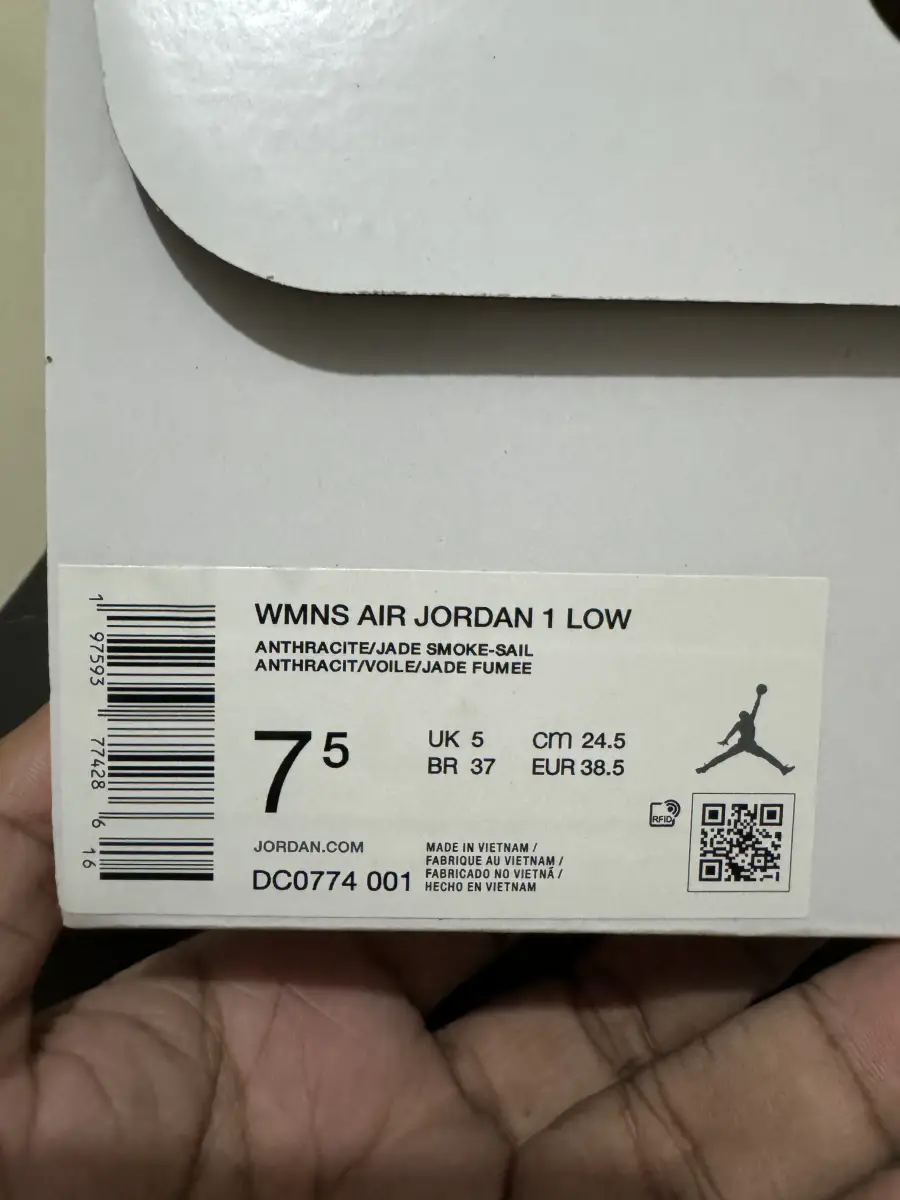 WMNS AIR JORDAN 1 LOW
ANTHRACITE/JADE SMOKE-SAIL
ANTHRACIT/VOILE/JADE FUMEE
7 5
UK 5 cm 24.5
BR 37 EUR 38.5
RFID
JORDAN.COM
DC0774 001
MADE IN VIETNAM /
FABRIQUE AU VIETNAM /
FABRICADO NO VIETNÃ /
HECHO EN VIETNAM
1 97593 77428 6 16